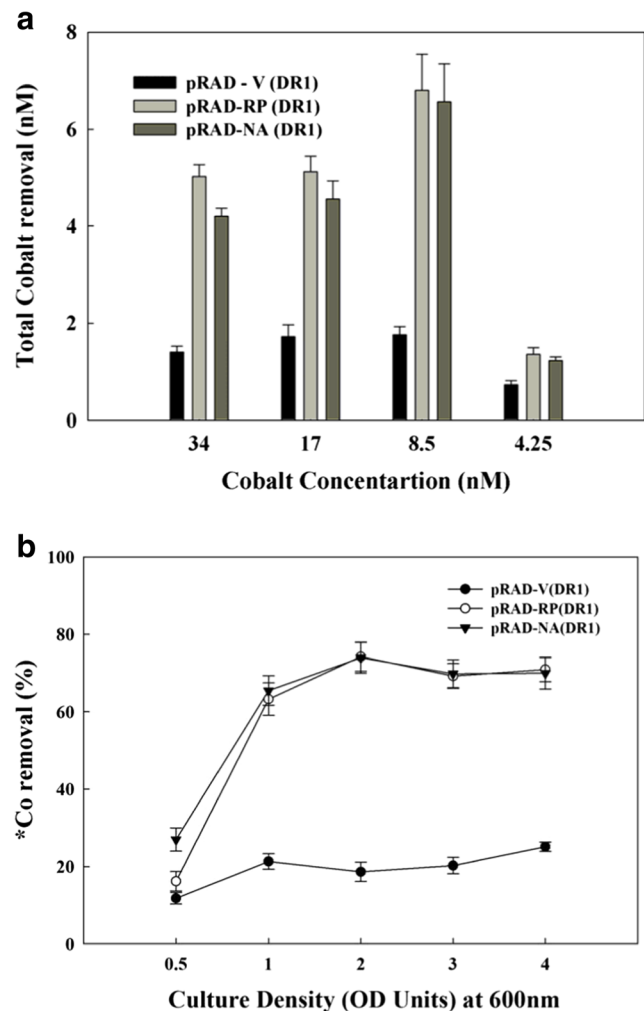 a
8
6
4
2
0
Total Cobalt removal (nM)
pRAD - V (DR1)
pRAD-RP (DR1)
pRAD-NA (DR1)
34 17 8.5 4.25
Cobalt Concentartion (nM)
b
100
80
60
40
20
0
*Co removal (%)
pRAD-V(DR1)
pRAD-RP(DR1)
pRAD-NA(DR1)
0.5 1 2 3 4
Culture Density (OD Units) at 600nm